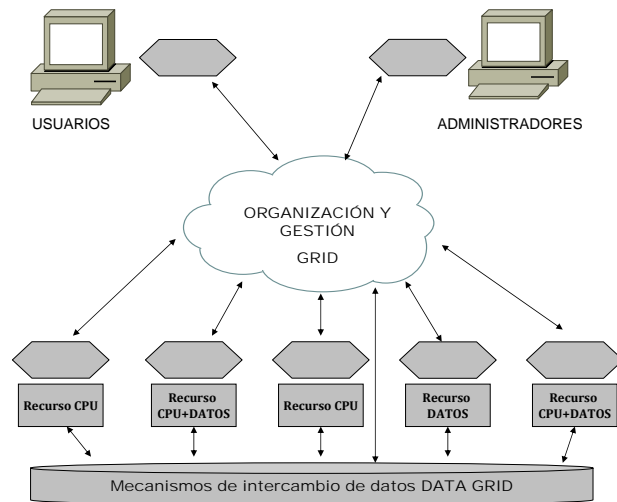 USUARIOS
ADMINISTRADORES
ORGANIZACIÓN Y
GESTIÓN
GRID
Recurso CPU
Recurso
CPU+DATOS
Recurso CPU
Recurso
DATOS
Recurso
CPU+DATOS
Mecanismos de intercambio de datos DATA GRID